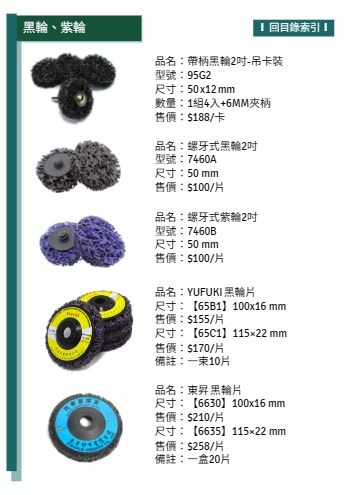 黑輪、紫輪
回目錄索引
品名：帶柄黑輪2吋-吊卡裝
型號：95G2
尺寸：50x12mm
數量：1組4入+6MM夾柄
售價：$188/卡
品名：螺牙式黑輪2吋
型號：7460A
尺寸：50 mm
售價：$100/片
品名：螺牙式紫輪2吋
型號：7460B
尺寸：50 mm
售價：$100/片
YUFUKI
品名：YUFUKI 黑輪片
尺寸：【65B1】100x16 mm
售價：$155/片
尺寸：【65C1】115×22 mm
售價：$170/片
備註：一束10片
品名：東昇 黑輪片
尺寸：【6630】100x16 mm
售價：$210/片
尺寸：【6635】115×22 mm
售價：$258/片
備註：一盒20片